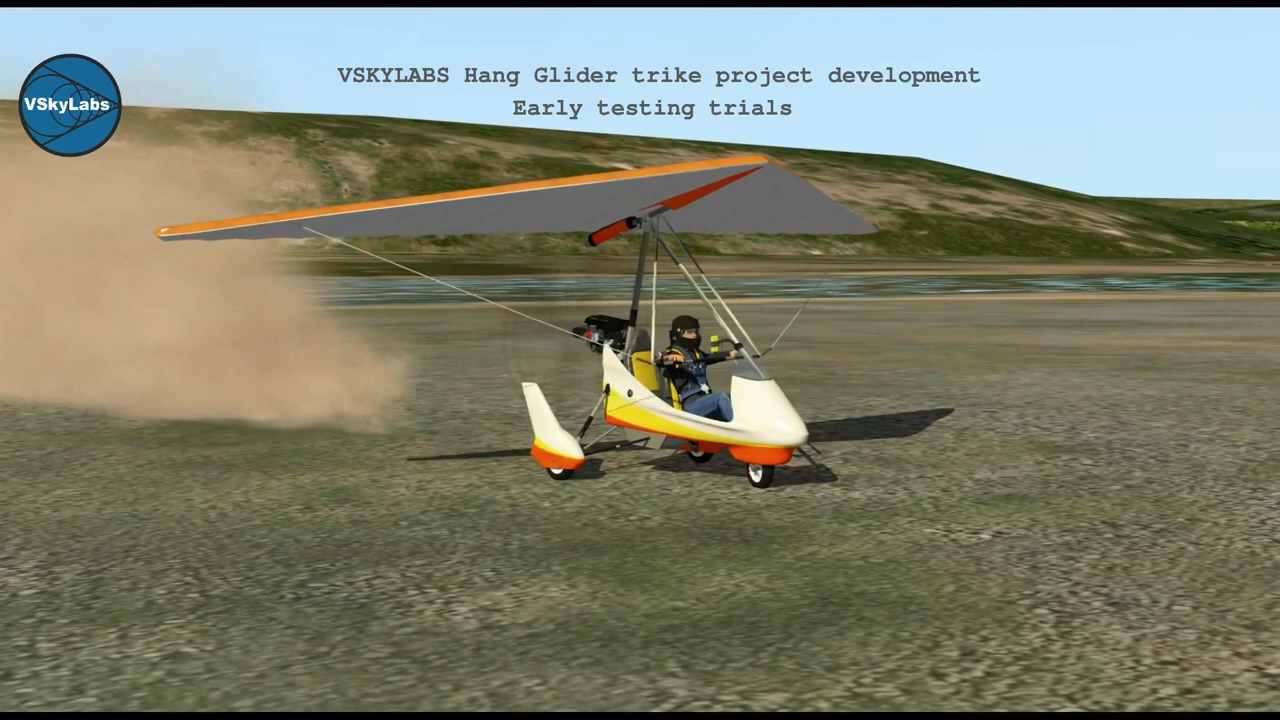 VSKYLABS Hang Glider trike project development
Early testing trials
VSkyLabs